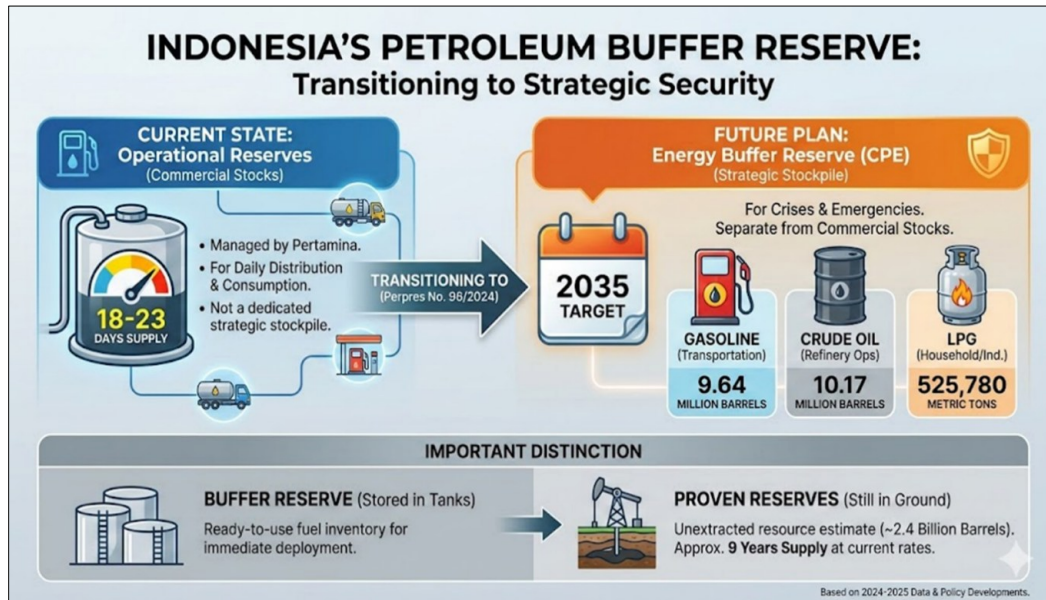 INDONESIA'S PETROLEUM BUFFER RESERVE:
Transitioning to Strategic Security
CURRENT STATE:
Operational Reserves
(Commercial Stocks)
18-23
DAYS SUPPLY
• Managed by Pertamina.
• For Daily Distribution
& Consumption.
• Not a dedicated
strategic stockpile.
TRANSITIONING TO
(Perpres No. 96/2024)
FUTURE PLAN:
Energy Buffer Reserve (CPE)
(Strategic Stockpile)
For Crises & Emergencies.
Separate from Commercial Stocks.
2035
TARGET
GASOLINE
(Transportation)
9.64
MILLION BARRELS
CRUDE OIL
(Refinery Ops)
10.17
MILLION BARRELS
LPG
(Household/Ind.)
525,780
METRIC TONS
IMPORTANT DISTINCTION
BUFFER RESERVE (Stored in Tanks)
Ready-to-use fuel inventory for
immediate deployment.
PROVEN RESERVES (Still in Ground)
Unextracted resource estimate (~2.4 Billion Barrels).
Approx. 9 Years Supply at current rates.
Based on 2024-2025 Data & Policy Developments.